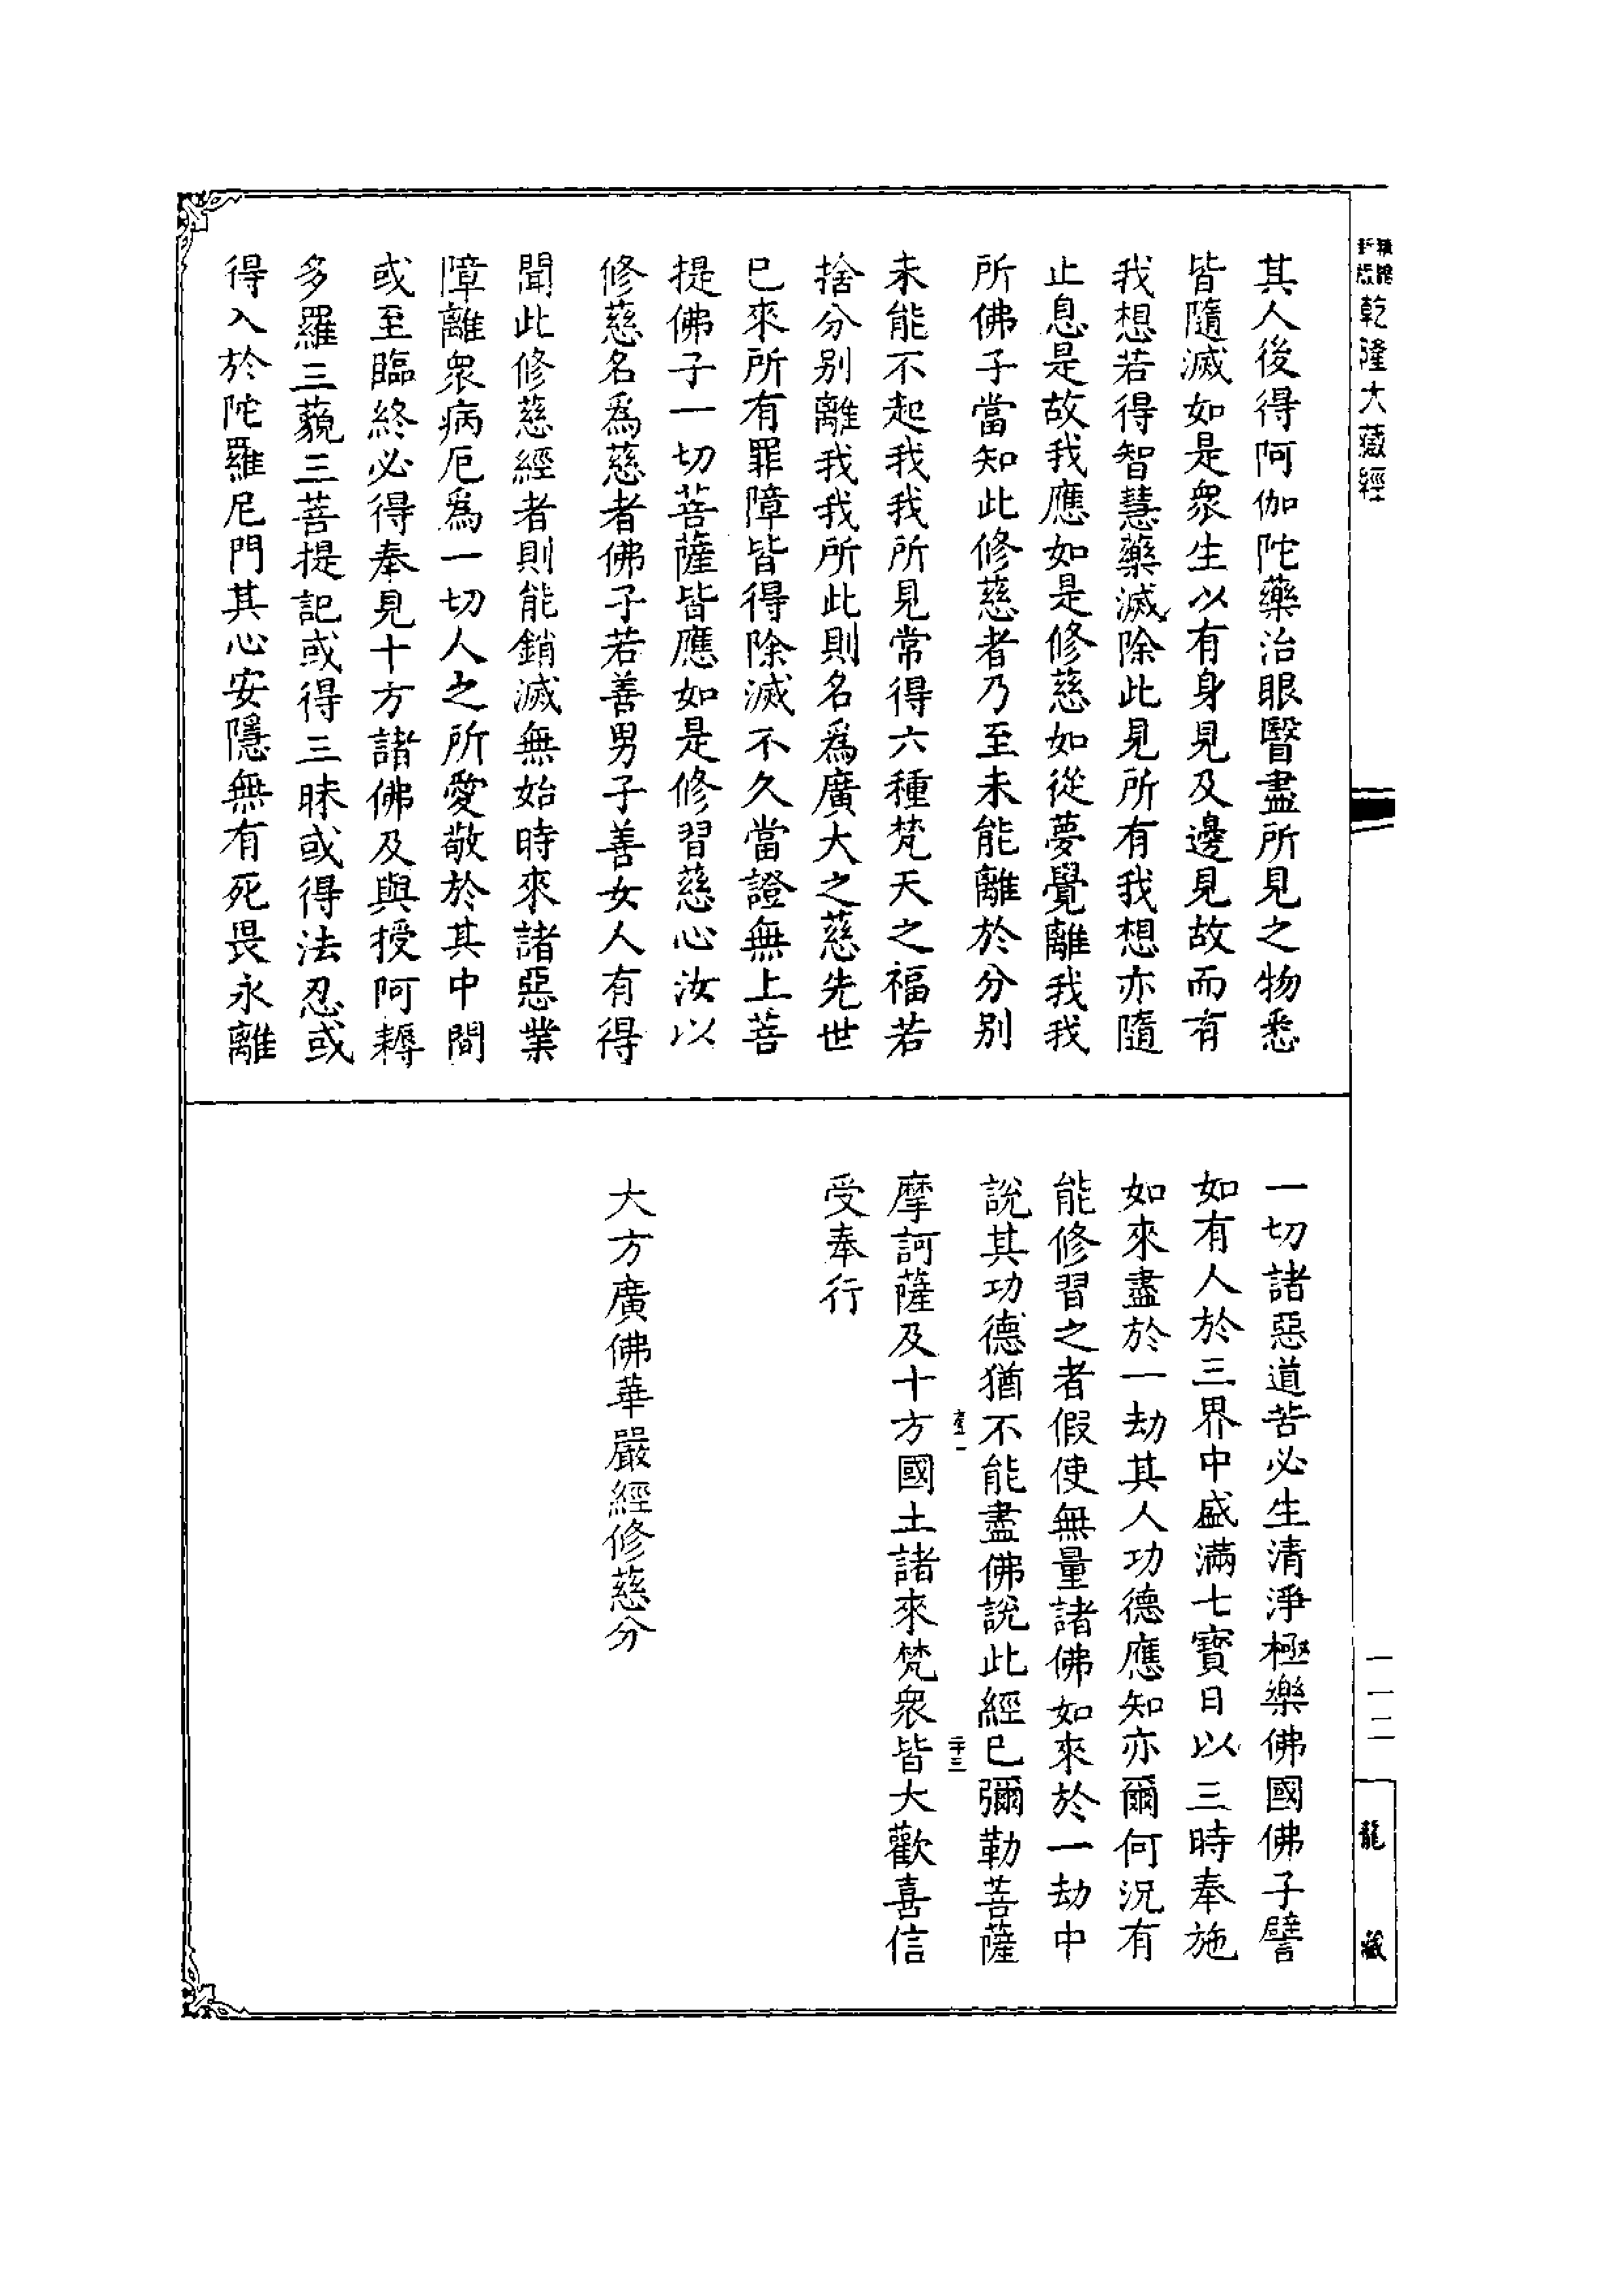 乾隆大藏經
其人後得阿伽陀藥治眼瞖盡所見之物悉
皆隨滅如是衆生以有身見及邊見故而有
我想若得智慧藥滅除此見所有我想亦隨
止息是故我應如是修慈如從夢覺離我我
所佛子當知此修慈者乃至未能離於分別
未能不起我我所見常得六種梵天之福若
捨分别離我我所此則名爲廣大之慈先世
已來所有罪障皆得除滅不久當證無上菩
提佛子一切菩薩皆應如是修習慈心汝以
修慈名爲慈者佛子若善男子善女人有得
聞此修慈經者則能銷滅無始時來諸惡業
障離衆病厄爲一切人之所愛敬於其中間
或至臨終必得奉見十方諸佛及與授阿耨
多羅三藐三菩提記或得三昧或得法忍或
得入於陀羅尼門其心安隱無有死畏永離
一切諸惡道苦必生清淨極樂佛國佛子譬
如有人於三界中盛滿七寶日以三時奉施
如來盡於一劫其人功德應知亦爾何況有
能修習之者假使無量諸佛如來於一劫中
說其功德猶不能盡佛說此經已彌勒菩薩
摩訶薩及十方國土諸來梵衆皆大歡喜信
受奉行
大方廣佛華嚴經修慈分
二十三
一一二
龍藏